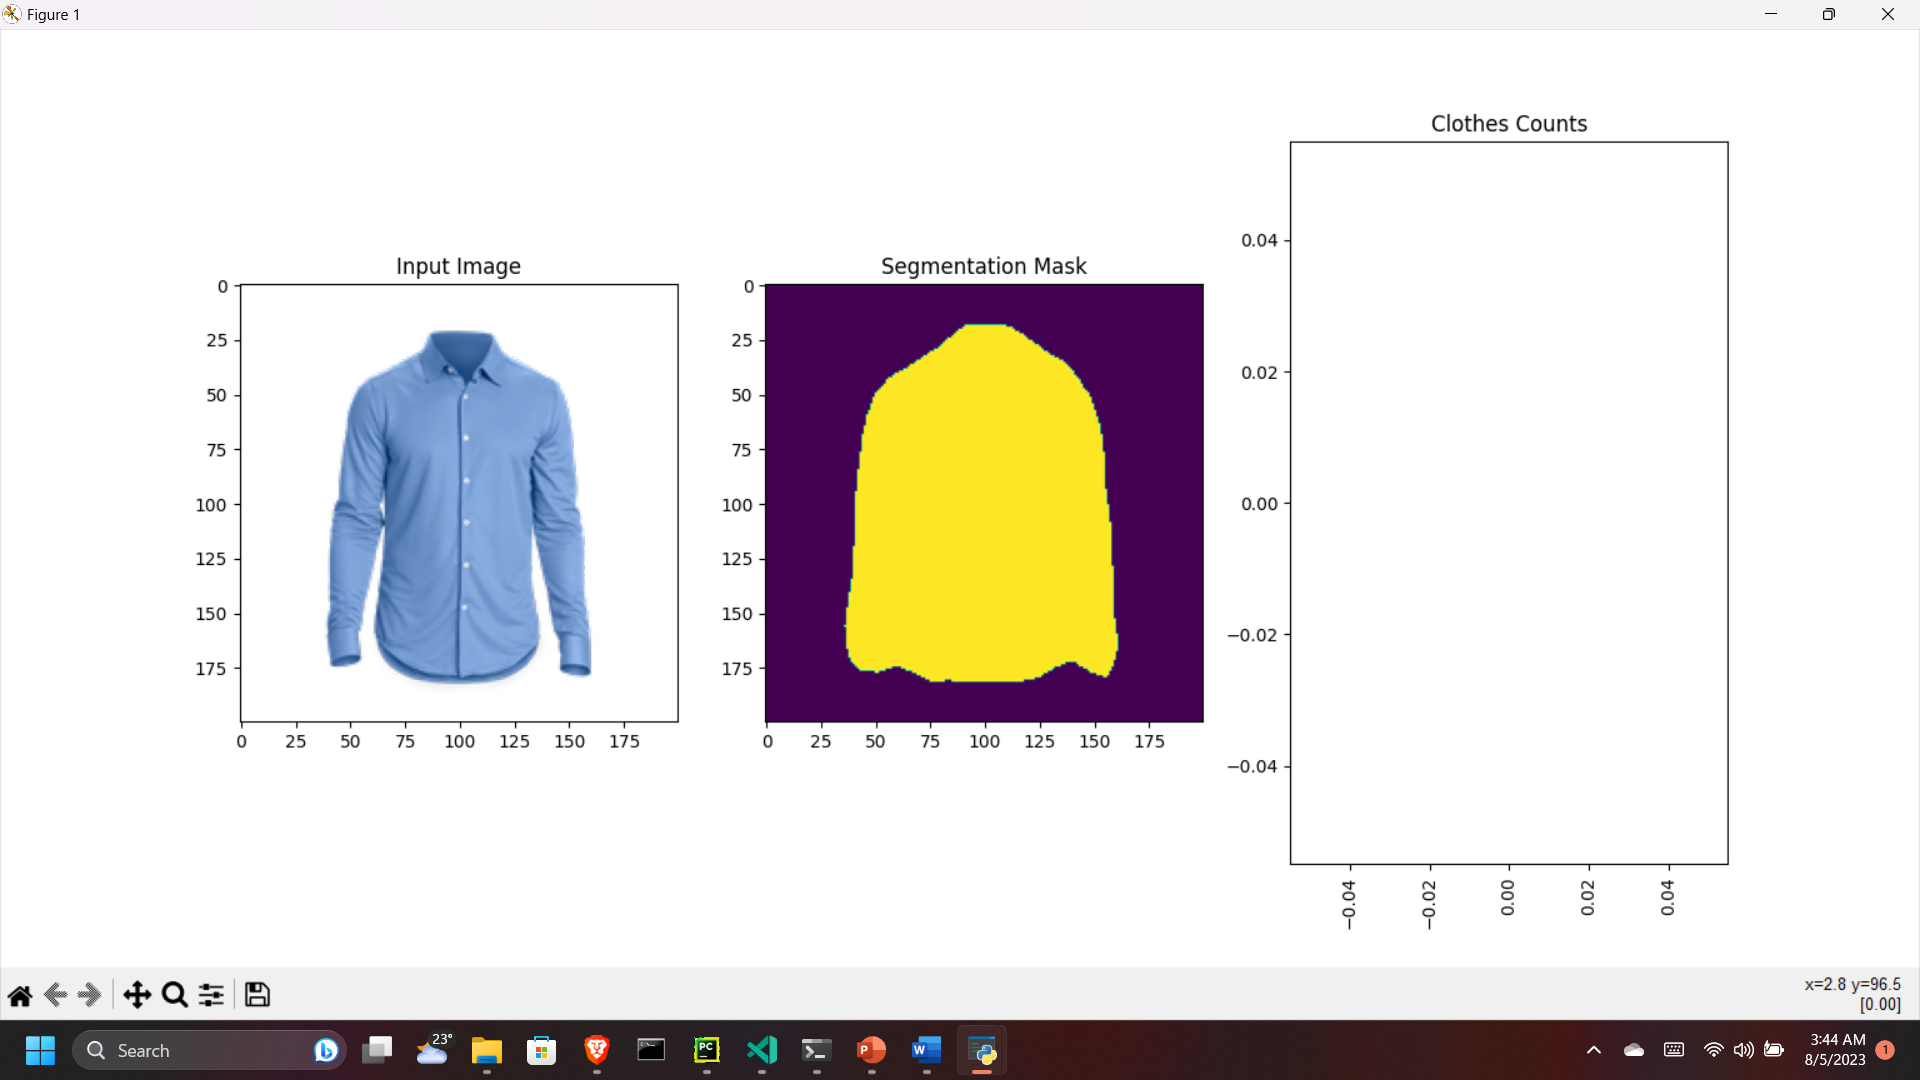 Figure 1
Input Image
0
25
50
75
100
125
150
175
0 25 50 75 100 125 150 175
Segmentation Mask
0
25
50
75
100
125
150
175
0 25 50 75 100 125 150 175
Clothes Counts
0.04
0.02
0.00
−0.02
−0.04
−0.04 −0.02 0.00 0.02 0.04
x=2.8 y=96.5
[0.00]
Search
23°
PC
P
W
3:44 AM
8/5/2023
1